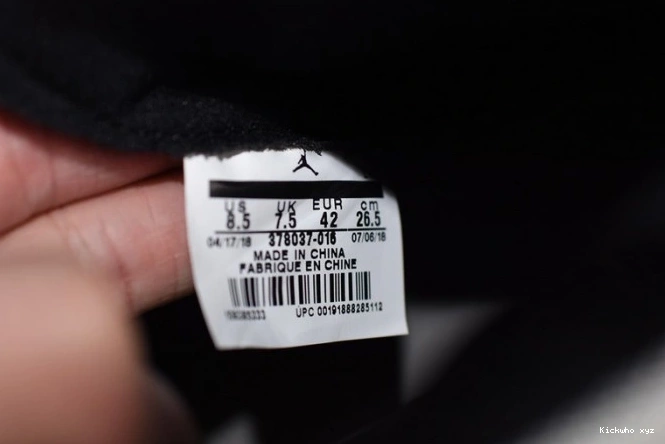 US UK EUR cm
8.5 7.5 42 26.5
04/17/18 378037-016 07/06/18
MADE IN CHINA
FABRIQUE EN CHINE
UPC 00191888285112
Kickwho xyz